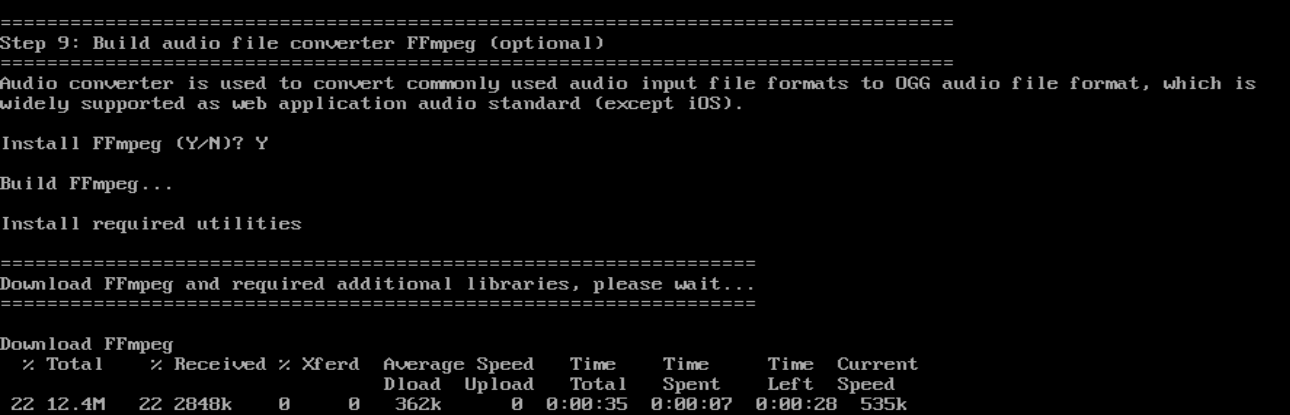 ==================================================================================
Step 9: Build audio file converter FFmpeg (optional)
==================================================================================
Audio converter is used to convert commonly used audio input file formats to OGG audio file format, which is
widely supported as web application audio standard (except iOS).
Install FFmpeg (Y/N)? Y
Build FFmpeg...
Install required utilities
=================================================================
Download FFmpeg and required additional libraries, please wait...
=================================================================
Download FFmpeg
% Total    % Received % Xferd  Average Speed   Time    Time     Time  Current
Dload  Upload   Total   Spent    Left  Speed
22 12.4M   22 2848k    0     0   362k      0  0:00:35  0:00:07  0:00:28  535k